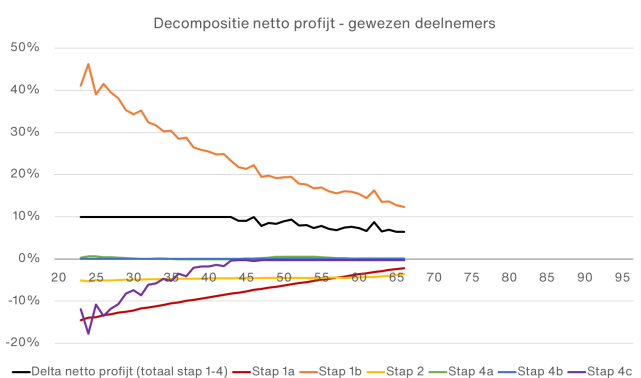 Decompositie netto profijt - gewezen deelnemers
50%
40%
30%
20%
10%
0%
20 25 30 35 40 45 50 55 60 65 70 75 80 85 90 95
-10%
-20%
Delta netto profijt (totaal stap 1-4) Stap 1a Stap 1b Stap 2 Stap 4a Stap 4b Stap 4c